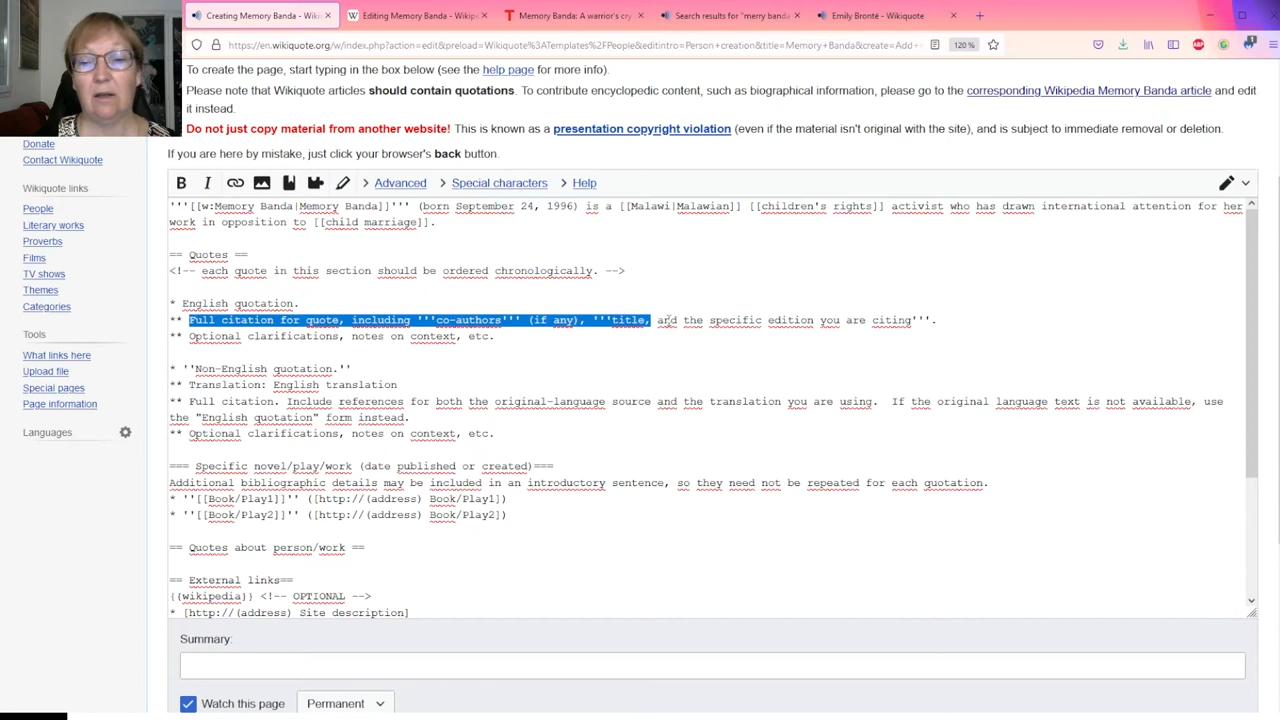 Creating Memory Banda - Wiki
Editing Memory Banda - Wikipe
Memory Banda: A warrior's cry
Search results for "merry banda
Emily Brontë - Wikiquote
https://en.wikiquote.org/w/index.php?action=edit&preload=Wikiquote%3ATemplates%2FPeople&editintro=Person+creation&title=Memory+Banda&create=Add+
120 %
To create the page, start typing in the box below (see the help page for more info).
Please note that Wikiquote articles should contain quotations. To contribute encyclopedic content, such as biographical information, please go to the corresponding Wikipedia Memory Banda article and edit
it instead.
Do not just copy material from another website! This is known as a presentation copyright violation (even if the material isn't original with the site), and is subject to immediate removal or deletion.
If you are here by mistake, just click your browser's back button.
Donate
Contact Wikiquote
Wikiquote links
People
Literary works
Proverbs
Films
TV shows
Themes
Categories
Tools
What links here
Upload file
Special pages
Page information
Languages
B I Advanced Special characters Help
'''[[w:Memory Banda|Memory Banda]]''' (born September 24, 1996) is a [[Malawi|Malawian]] [[children's rights]] activist who has drawn international attention for her
work in opposition to [[child marriage]].
== Quotes ==
<!-- each quote in this section should be ordered chronologically. -->
* English quotation.
** Full citation for quote, including '''co-authors''' (if any), '''title, and the specific edition you are citing'''.
** Optional clarifications, notes on context, etc.
* ''Non-English quotation.''
** Translation: English translation
** Full citation. Include references for both the original-language source and the translation you are using.  If the original language text is not available, use
the "English quotation" form instead.
** Optional clarifications, notes on context, etc.
=== Specific novel/play/work (date published or created)===
Additional bibliographic details may be included in an introductory sentence, so they need not be repeated for each quotation.
* ''[[Book/Play1]]'' ([http://(address) Book/Play1])
* ''[[Book/Play2]]'' ([http://(address) Book/Play2])
== Quotes about person/work ==
== External links==
{{wikipedia}} <!-- OPTIONAL -->
* [http://(address) Site description]
Summary:
Watch this page
Permanent